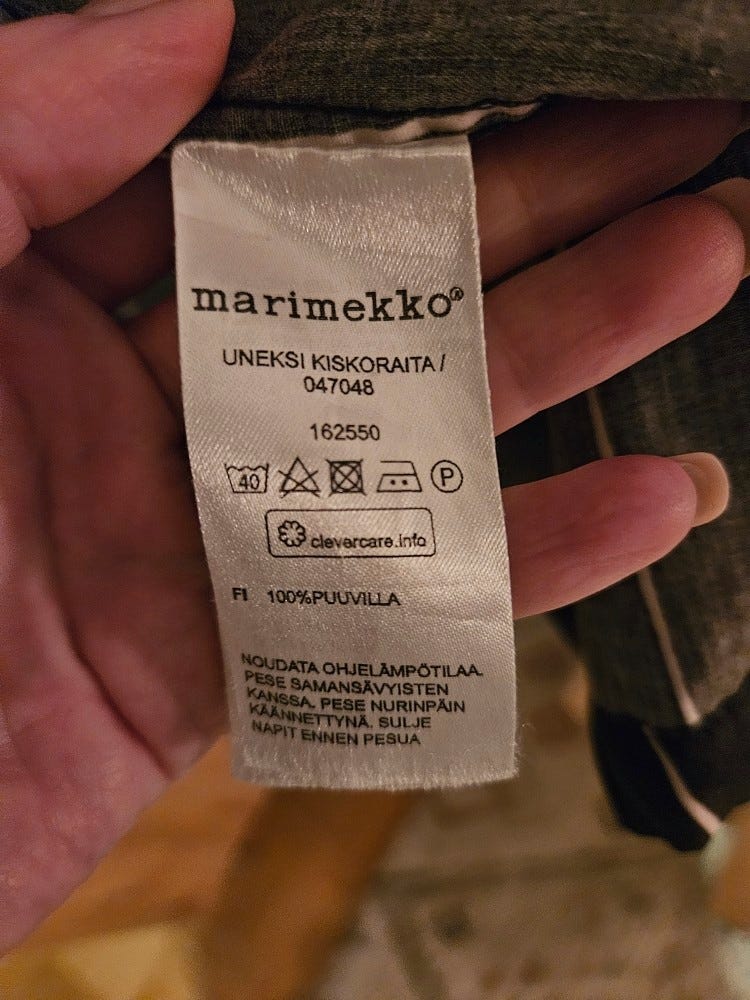 marimekko®
UNEKSI KISKORAITA /
047048
162550
40 P
clevercare.info
FI 100%PUUVILLA
NOUDATA OHJELÄMPÖTILAA.
PESE SAMANSÄVYISTEN
KANSSA. PESE NURINPÄIN
KÄÄNNETTYNÄ. SULJE
NAPIT ENNEN PESUA